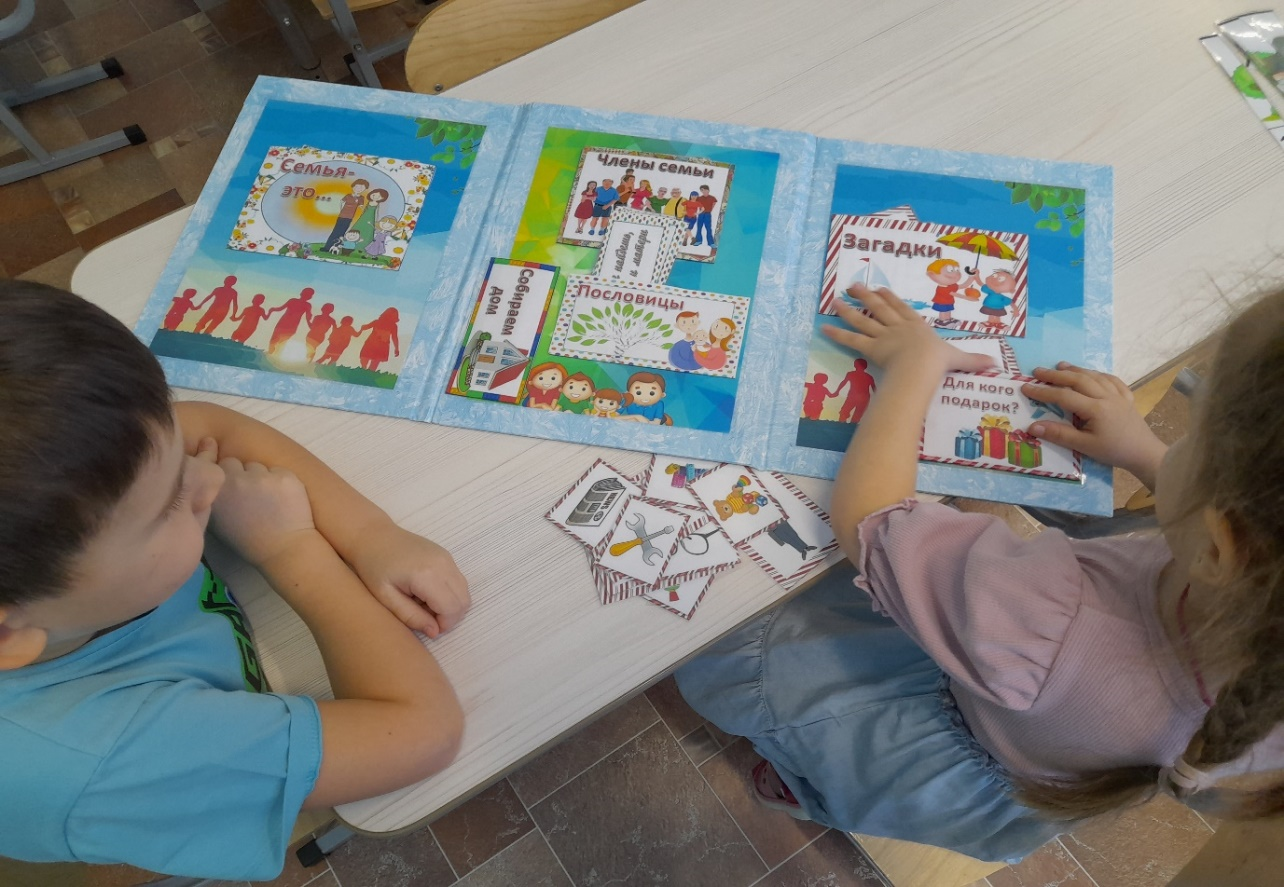 Семья-
это...
Члены семьи
Пословицы
Собираем
дом
Загадки
Для кого
подарок?